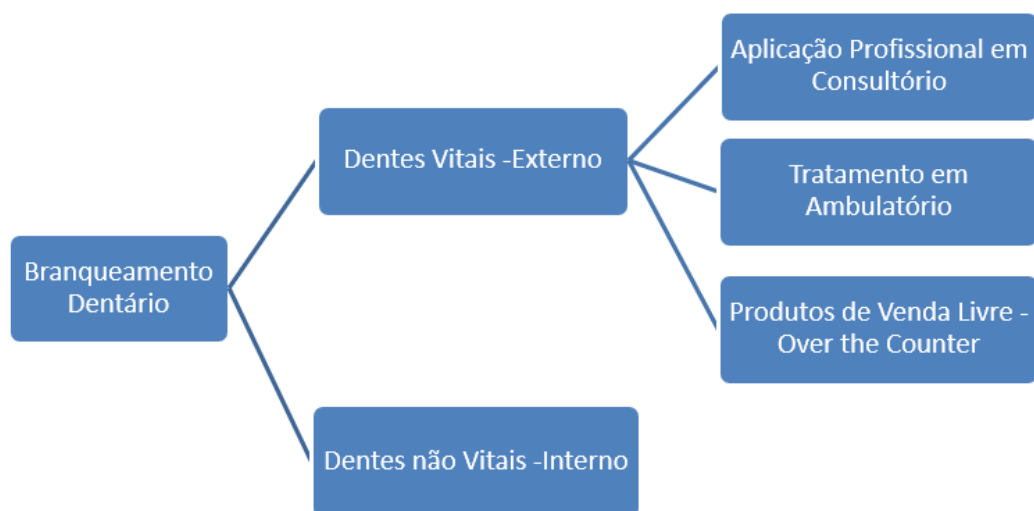 Branqueamento
Dentário
Dentes Vitais -Externo
Aplicação Profissional em
Consultório
Tratamento em
Ambulatório
Produtos de Venda Livre -
Over the Counter
Dentes não Vitais -Interno